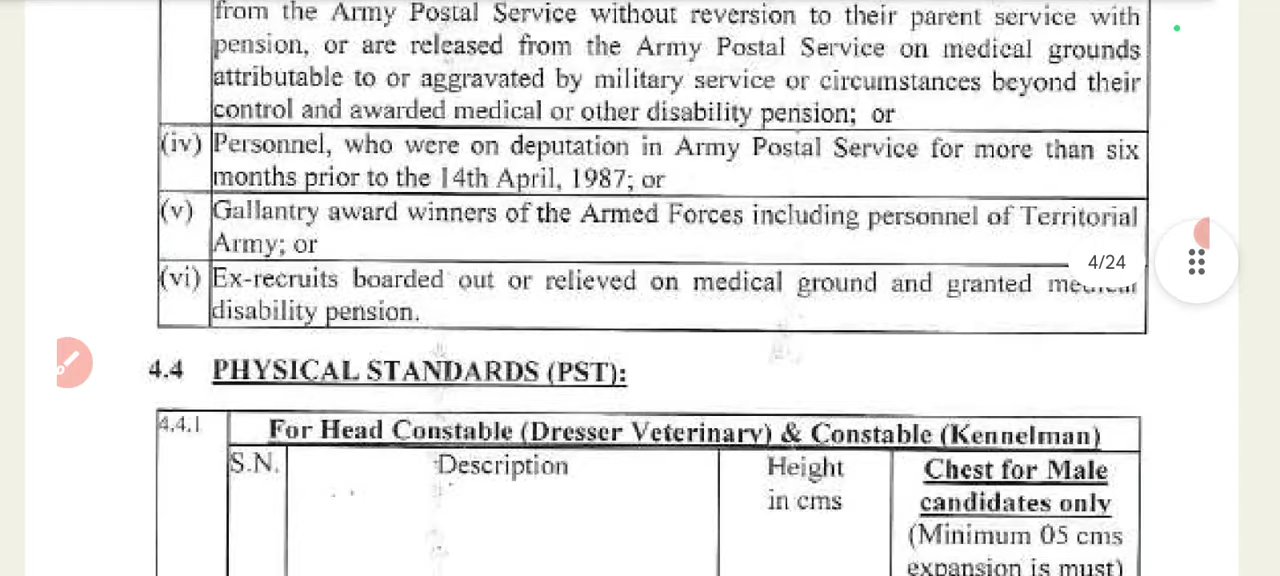 from the Army Postal Service without reversion to their parent service with
pension, or are released from the Army Postal Service on medical grounds
attributable to or aggravated by military service or circumstances beyond their
control and awarded medical or other disability pension; or
(iv) Personnel, who were on deputation in Army Postal Service for more than six
months prior to the 14th April, 1987; or
(v) Gallantry award winners of the Armed Forces including personnel of Territorial
Army; or
4/24
(vi) Ex-recruits boarded out or relieved on medical ground and granted medical
disability pension.
4.4 PHYSICAL STANDARDS (PST):
4.4.1 For Head Constable (Dresser Veterinary) & Constable (Kennelman)
S.N. Description Height Chest for Male
in cms candidates only
(Minimum 05 cms
expansion is must)